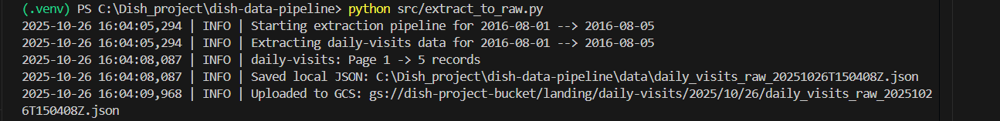 (.venv) PS C:\Dish_project\dish-data-pipeline> python src/extract_to_raw.py
2025-10-26 16:04:05,294 | INFO | Starting extraction pipeline for 2016-08-01 --> 2016-08-05
2025-10-26 16:04:05,294 | INFO | Extracting daily-visits data for 2016-08-01 --> 2016-08-05
2025-10-26 16:04:08,087 | INFO | daily-visits: Page 1 -> 5 records
2025-10-26 16:04:08,087 | INFO | Saved local JSON: C:\Dish_project\dish-data-pipeline\data\daily_visits_raw_20251026T150408Z.json
2025-10-26 16:04:09,968 | INFO | Uploaded to GCS: gs://dish-project-bucket/landing/daily-visits/2025/10/26/daily_visits_raw_2025102
6T150408Z.json